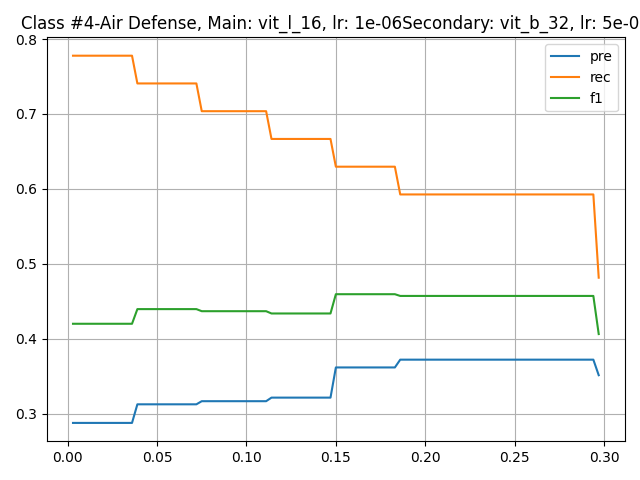 Class #4-Air Defense, Main: vit_l_16, lr: 1e-06Secondary: vit_b_32, lr: 5e-0
0.8
0.7
0.6
0.5
0.4
0.3
0.00 0.05 0.10 0.15 0.20 0.25 0.30
pre
rec
f1